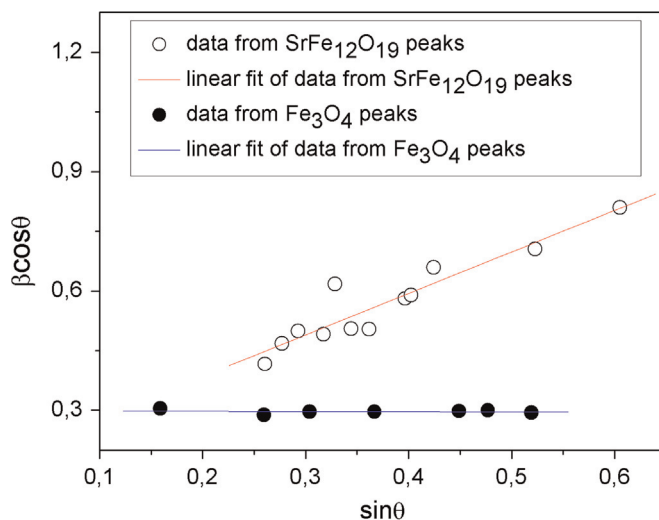 data from SrFe₁₂O₁₉ peaks
linear fit of data from SrFe₁₂O₁₉ peaks
data from Fe₃O₄ peaks
linear fit of data from Fe₃O₄ peaks
βcosθ
1,2
0,9
0,6
0,3
0,1 0,2 0,3 0,4 0,5 0,6
sinθ